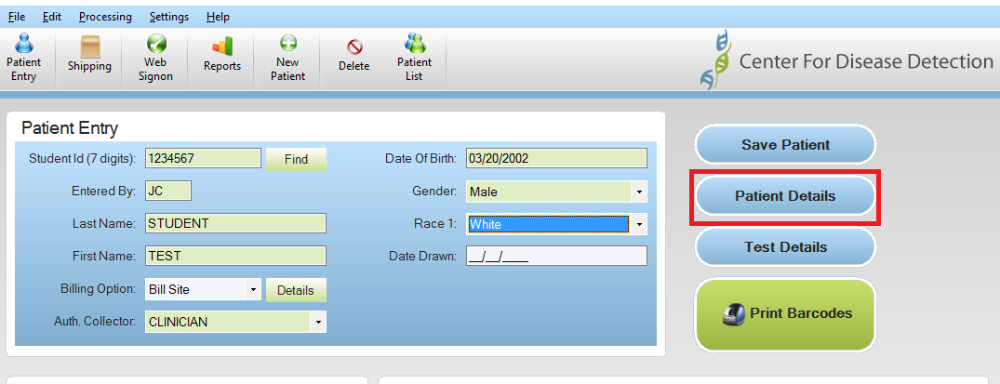 File Edit Processing Settings Help
Patient Entry
Shipping
Web Signon
Reports
New Patient
Delete
Patient List
Center For Disease Detection
Patient Entry
Student Id (7 digits): 1234567 Find
Date Of Birth: 03/20/2002
Entered By: JC
Gender: Male
Last Name: STUDENT
Race 1: White
First Name: TEST
Date Drawn: __/__/____
Billing Option: Bill Site Details
Auth. Collector: CLINICIAN
Save Patient
Patient Details
Test Details
Print Barcodes